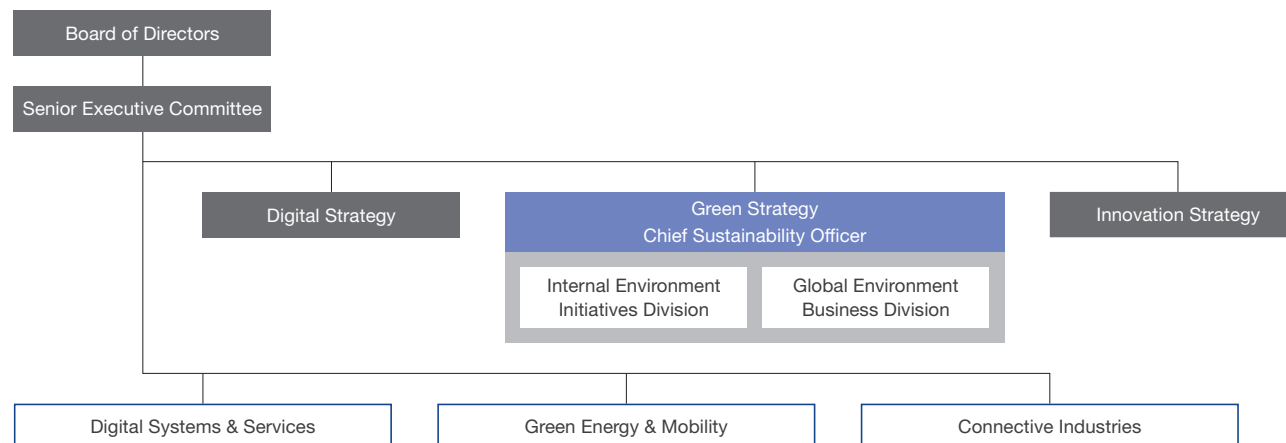 Board of Directors
Senior Executive Committee
Digital Strategy
Green Strategy
Chief Sustainability Officer
Innovation Strategy
Internal Environment
Initiatives Division
Global Environment
Business Division
Digital Systems & Services
Green Energy & Mobility
Connective Industries